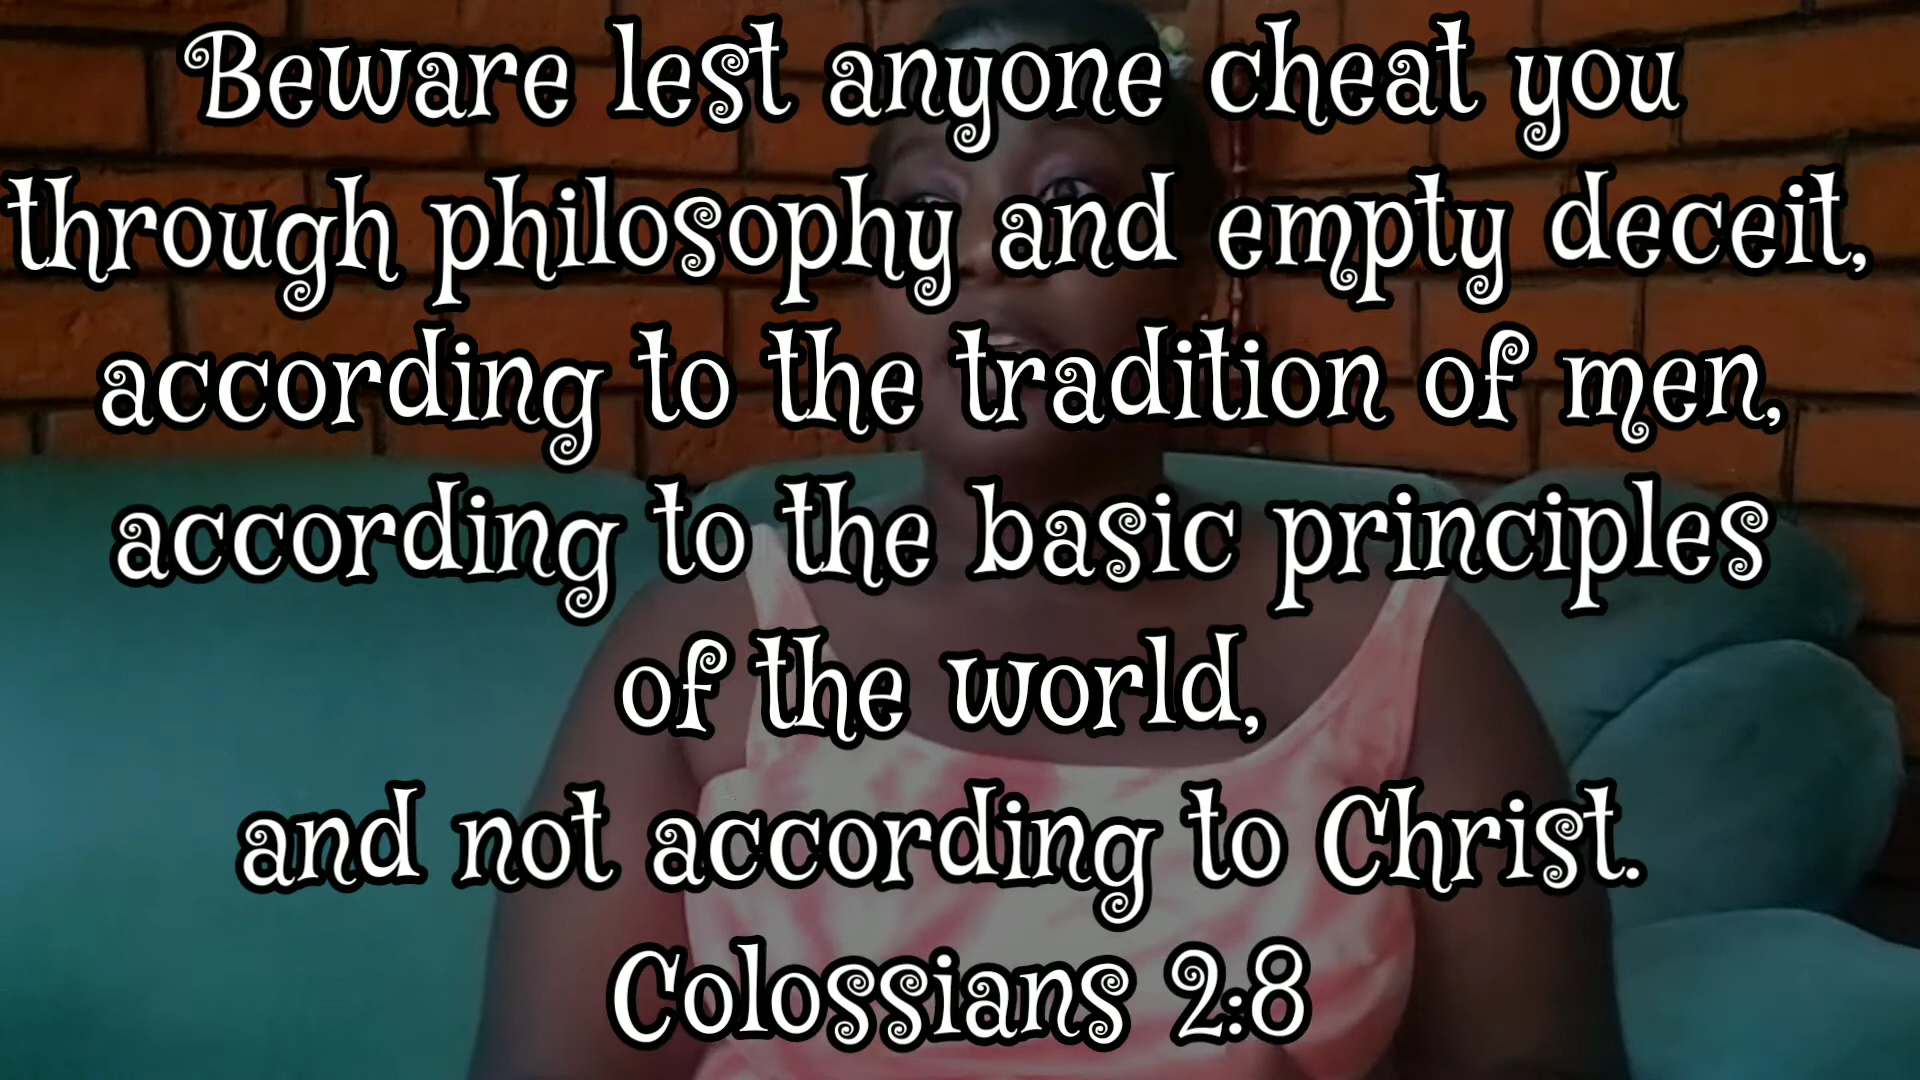 Beware lest anyone cheat you
through philosophy and empty deceit,
according to the tradition of men,
according to the basic principles
of the world,
and not according to Christ.
Colossians 2:8